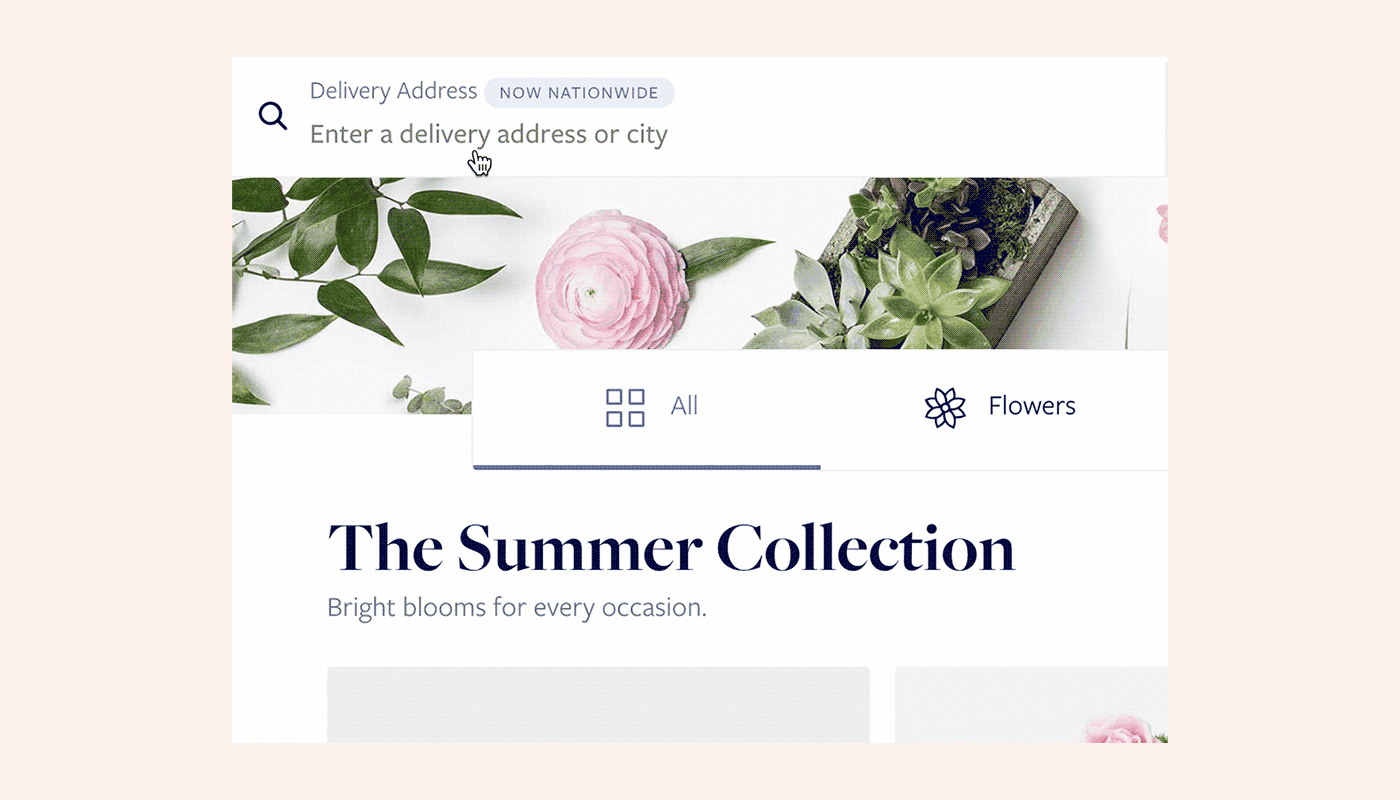 Delivery Address NOW NATIONWIDE
Enter a delivery address or city
All
Flowers
The Summer Collection
Bright blooms for every occasion.